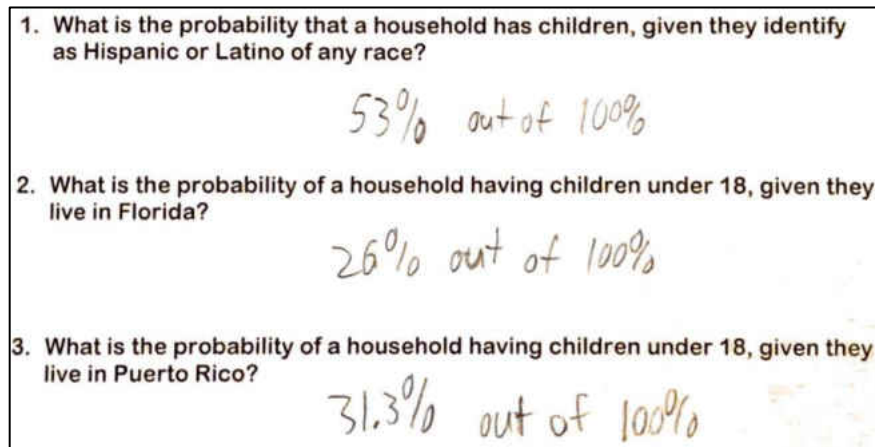 1. What is the probability that a household has children, given they identify
as Hispanic or Latino of any race?
53% out of 100%
2. What is the probability of a household having children under 18, given they
live in Florida?
26% out of 100%
3. What is the probability of a household having children under 18, given they
live in Puerto Rico?
31.3% out of 100%